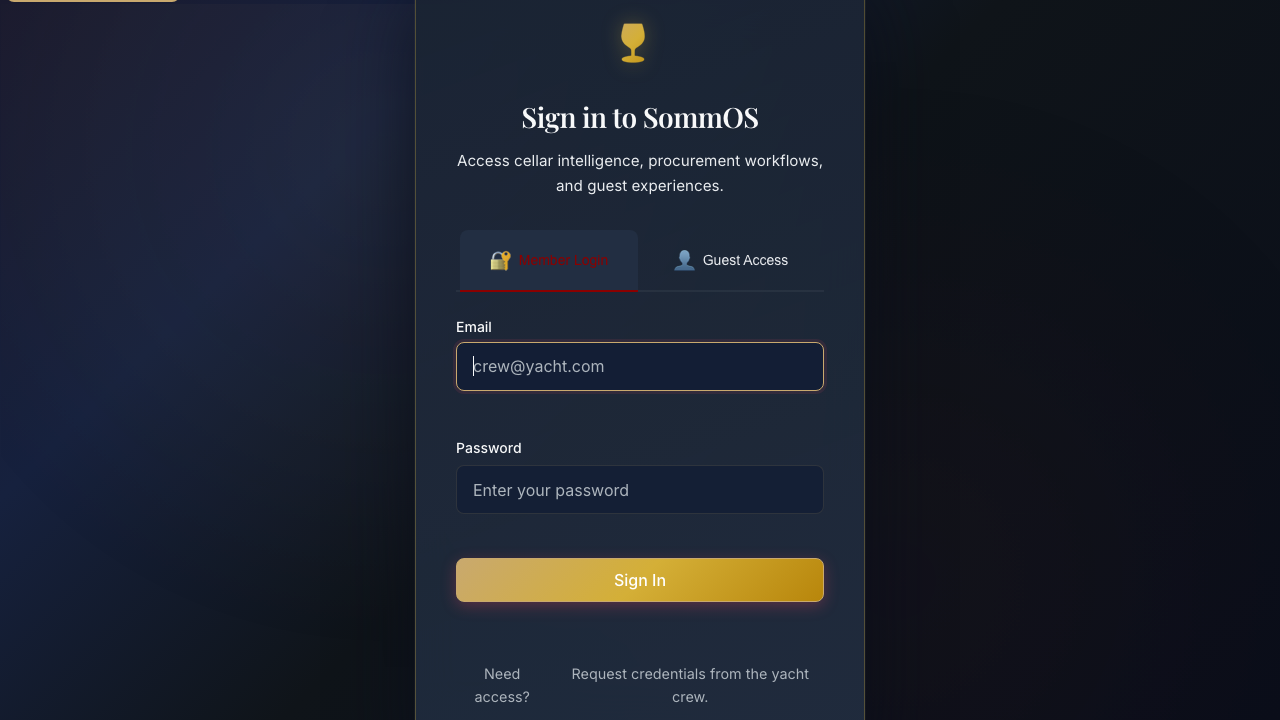 Sign in to SommOS
Access cellar intelligence, procurement workflows,
and guest experiences.
Member Login
Guest Access
Email
crew@yacht.com
Password
Enter your password
Sign In
Need
access?
Request credentials from the yacht
crew.